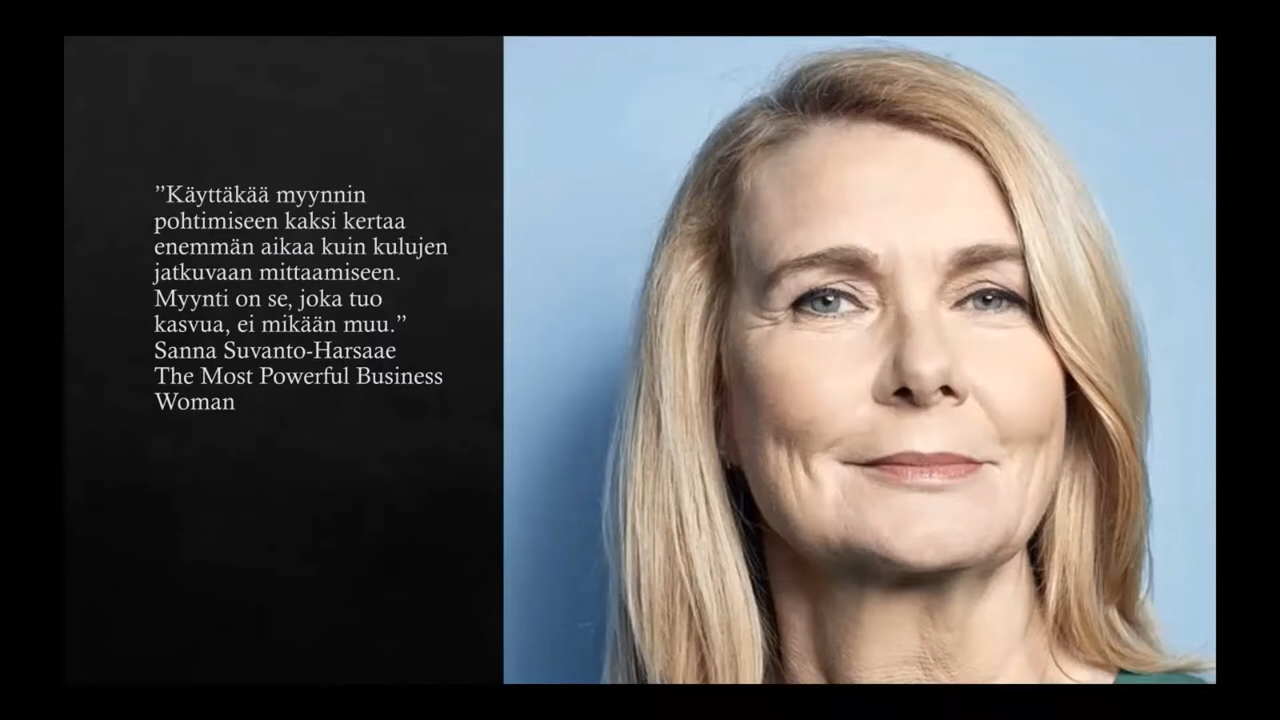 ”Käyttäkää myynnin
pohtimiseen kaksi kertaa
enemmän aikaa kuin kulujen
jatkuvaan mittaamiseen.
Myynti on se, joka tuo
kasvua, ei mikään muu.”
Sanna Suvanto-Harsaae
The Most Powerful Business
Woman